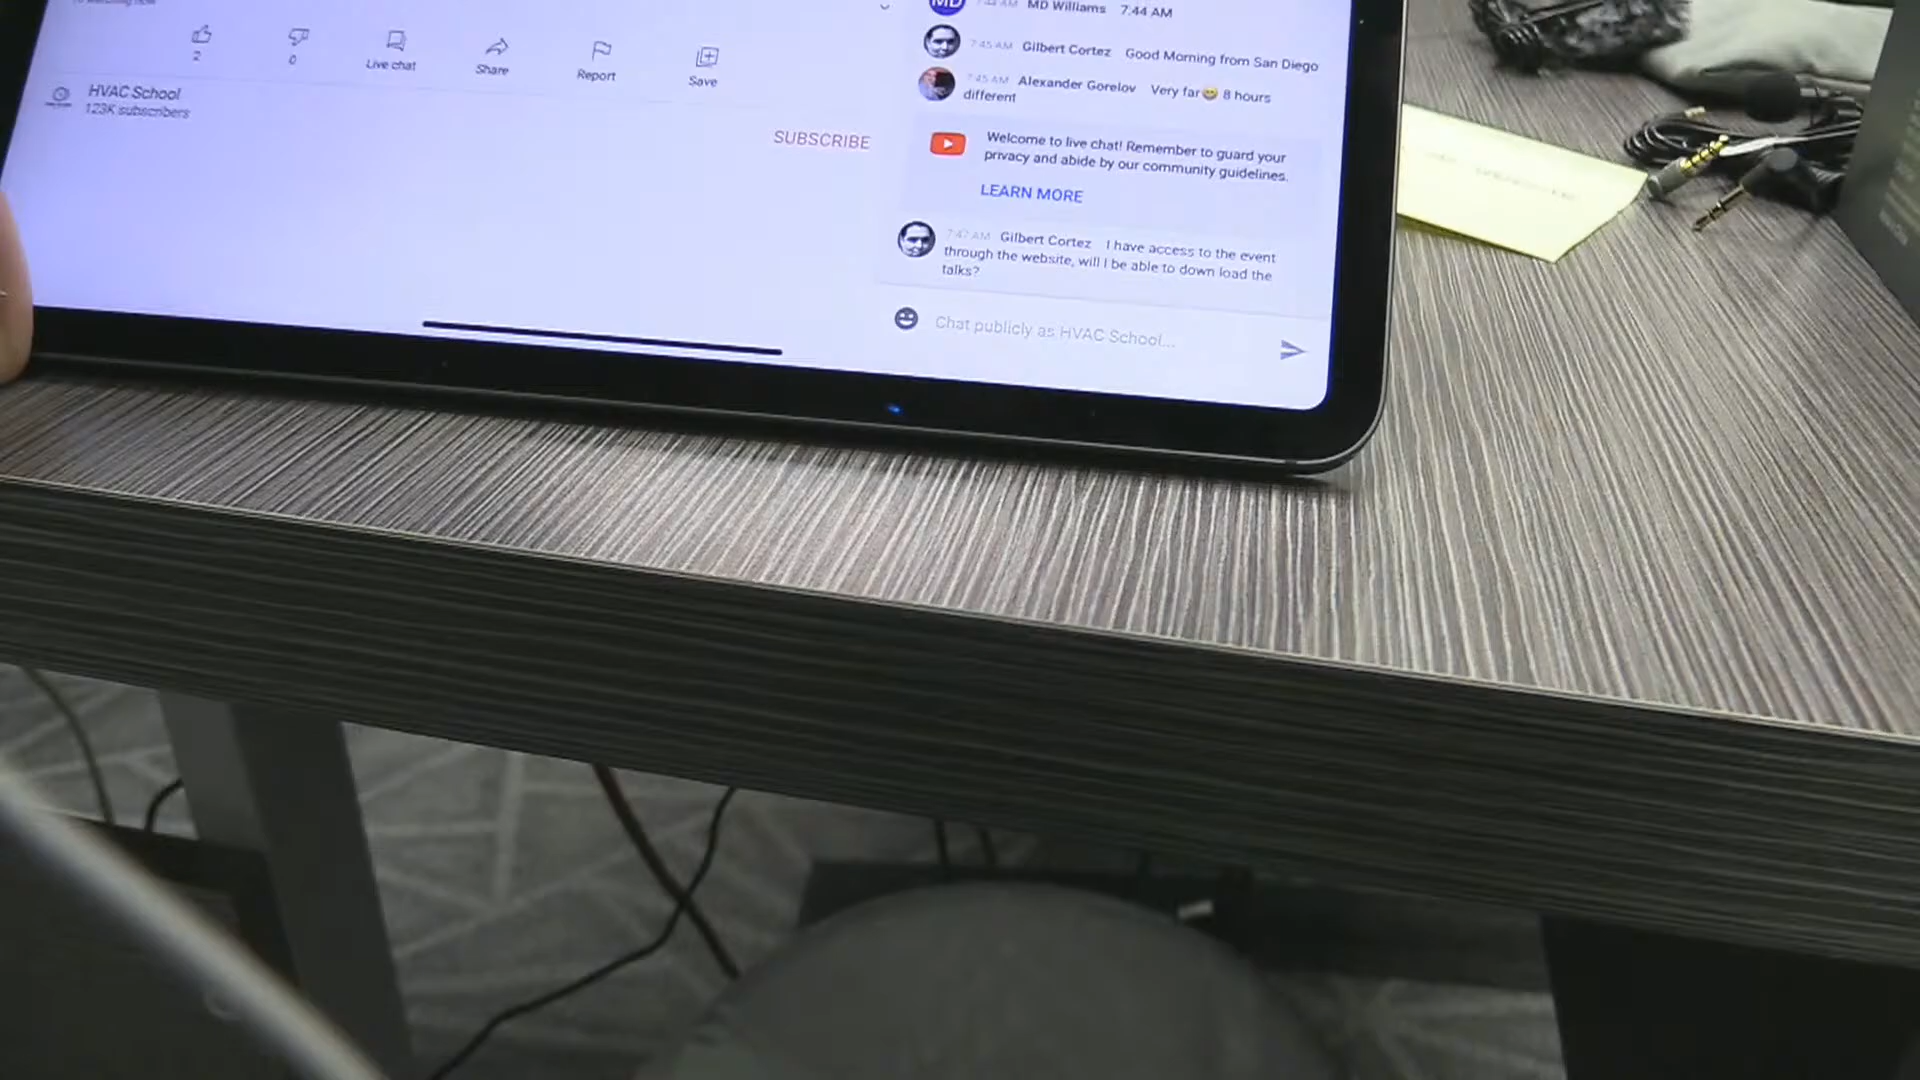 2
0
Live chat
Share
Report
Save
HVAC School
123K subscribers
SUBSCRIBE
7:44 AM MD Williams 7:44 AM
7:45 AM Gilbert Cortez Good Morning from San Diego
7:45 AM Alexander Gorelov Very far😄 8 hours
different
Welcome to live chat! Remember to guard your
privacy and abide by our community guidelines.
LEARN MORE
7:47 AM Gilbert Cortez I have access to the event
through the website, will I be able to down load the
talks?
Chat publicly as HVAC School...